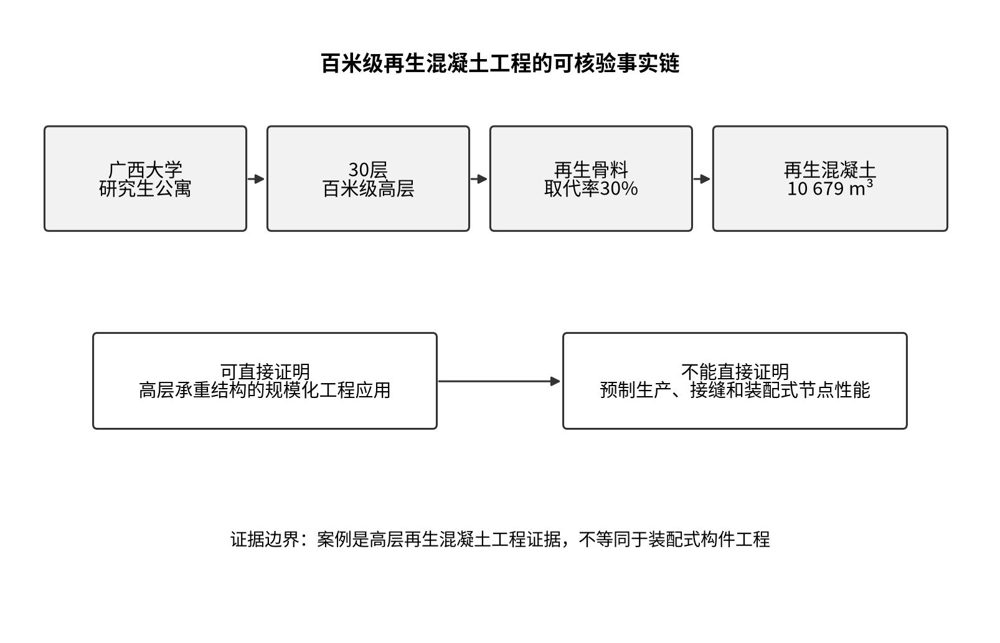 百米级再生混凝土工程的可核验事实链
广西大学
研究生公寓
30层
百米级高层
再生骨料
取代率30%
再生混凝土
10 679 m³
可直接证明
高层承重结构的规模化工程应用
不能直接证明
预制生产、接缝和装配式节点性能
证据边界：案例是高层再生混凝土工程证据，不等同于装配式构件工程